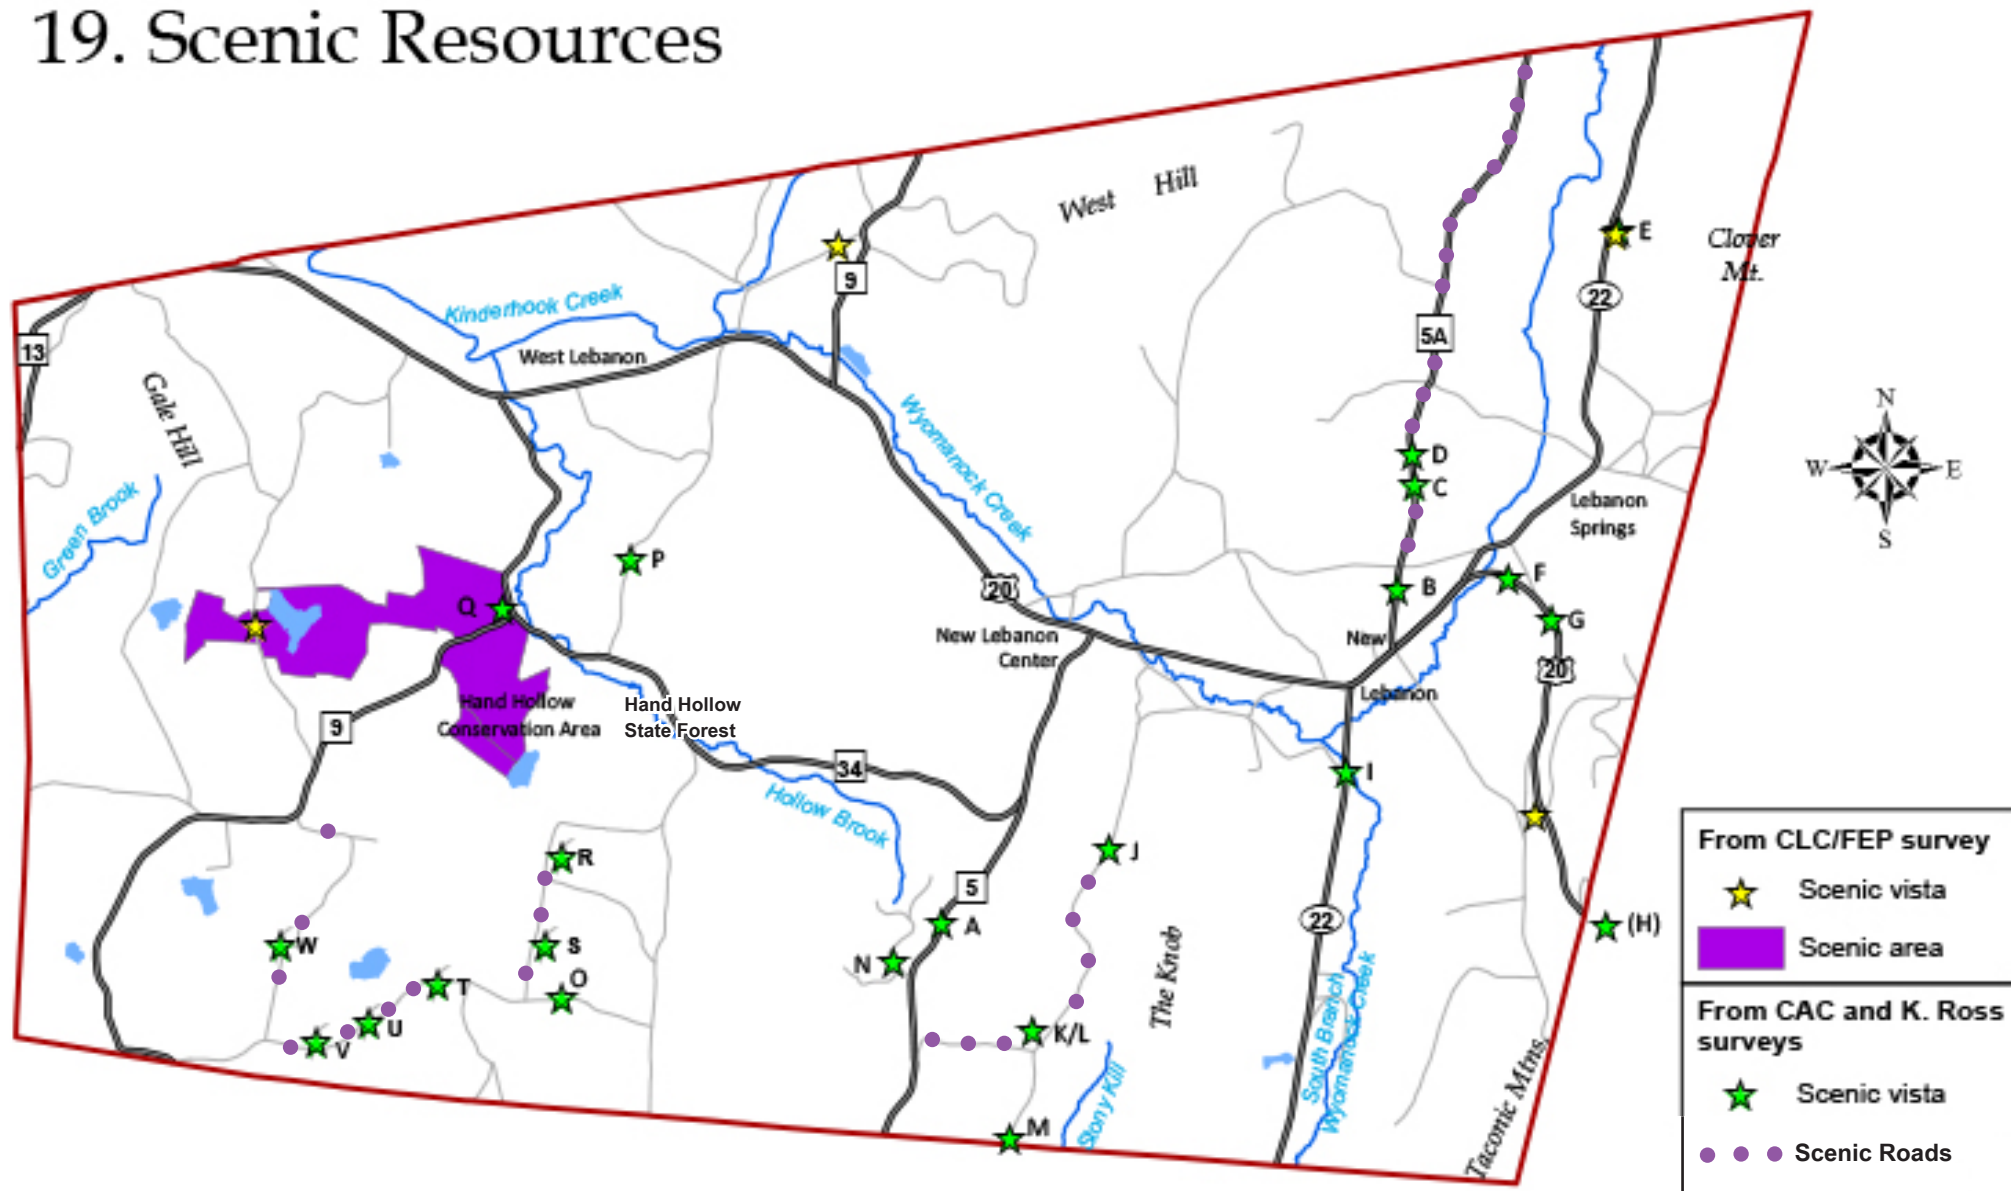 19. Scenic Resources
West Hill
E
Clover
Mt.
9
22
Kinderhook Creek
13
West Lebanon
5A
Gale Hill
Wyomanock Creek
N
W
E
S
D
C
Green Brook
Lebanon
Springs
P
20
B
F
G
Q
New Lebanon
Center
New
Lebanon
20
Hand Hollow
Conservation Area
Hand Hollow
State Forest
9
34
I
Hollow Brook
R
J
5
A
22
(H)
W
S
N
O
T
U
V
K/L
The Knob
South Branch
Wyomanock Creek
Stony Kill
M
Taconic Mtns.
From CLC/FEP survey
Scenic vista
Scenic area
From CAC and K. Ross
surveys
Scenic vista
Scenic Roads